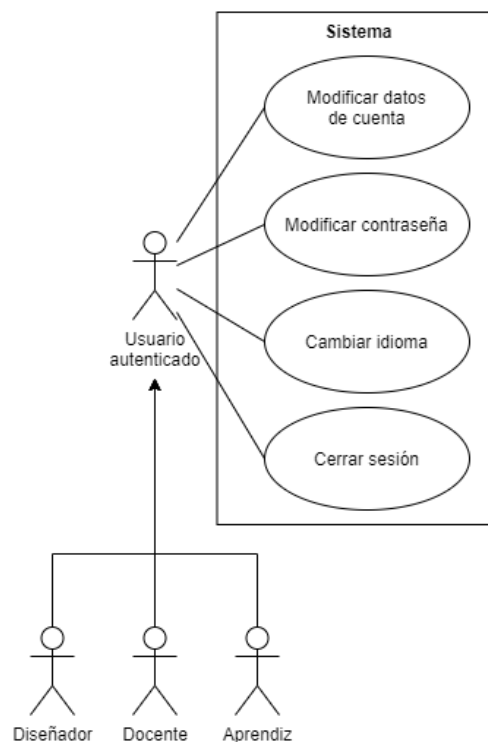 Sistema
Modificar datos
de cuenta
Modificar contraseña
Cambiar idioma
Cerrar sesión
Usuario
autenticado
Diseñador
Docente
Aprendiz